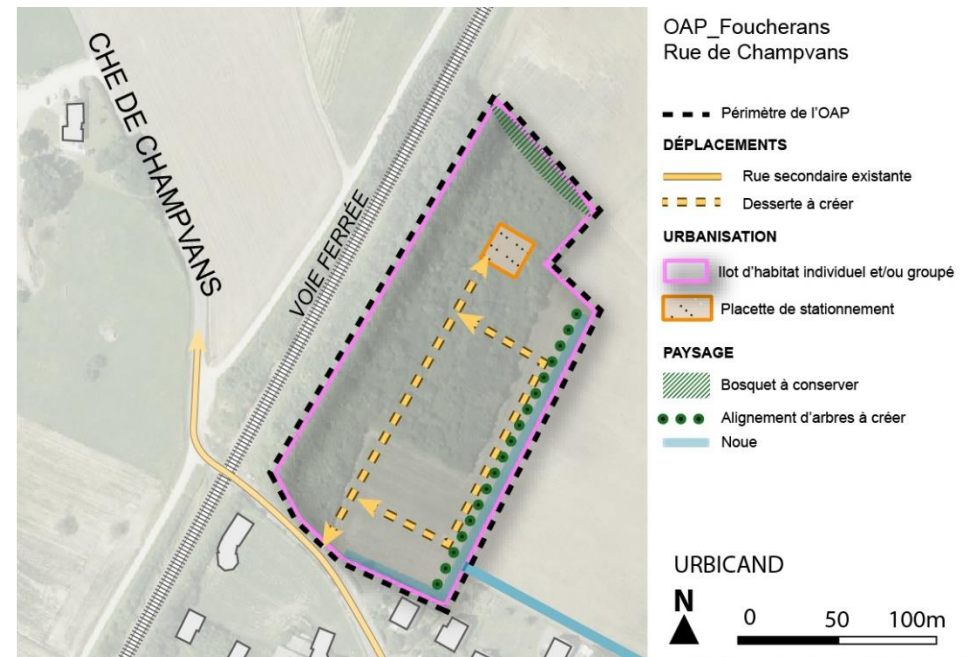 CHE DE CHAMPVANS
VOIE FERRÉE
OAP_Foucherans
Rue de Champvans
Périmètre de l'OAP
DÉPLACEMENTS
Rue secondaire existante
Desserte à créer
URBANISATION
Ilot d'habitat individuel et/ou groupé
Placette de stationnement
PAYSAGE
Bosquet à conserver
Alignement d'arbres à créer
Noue
URBICAND
N
0 50 100m